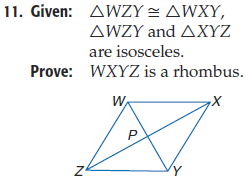 11. Given: △WZY ≅ △WXY,
△WZY and △XYZ
are isosceles.
Prove: WXYZ is a rhombus.
W
X
P
Z
Y